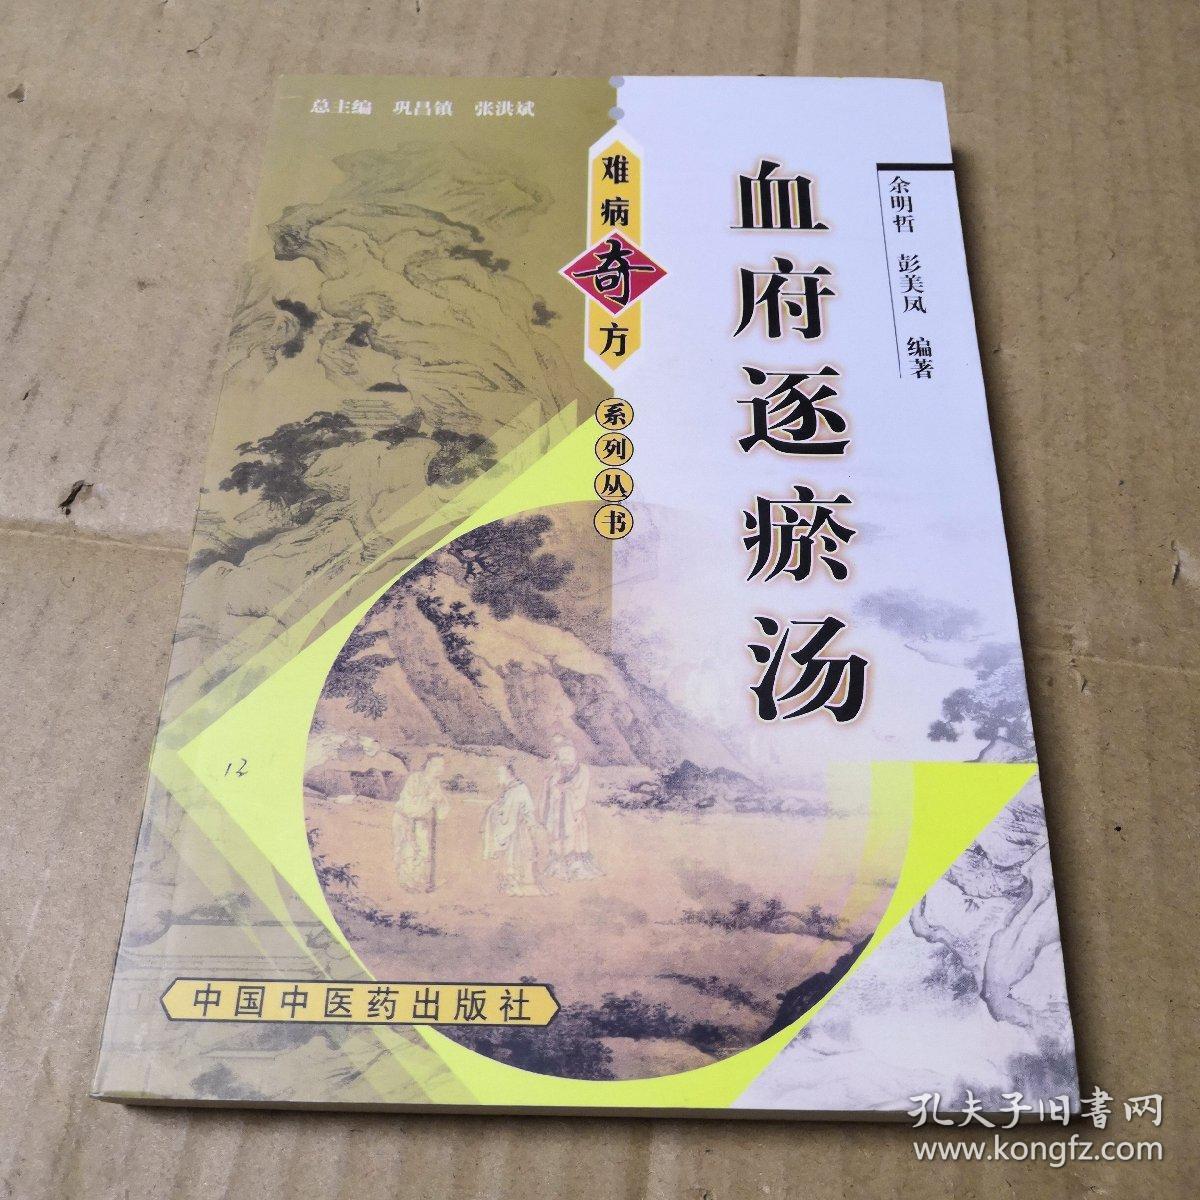 总主编 巩昌镇 张洪斌
难病奇方
系列丛书
血府逐瘀汤
余明哲 彭美凤 编著
12
中国中医药出版社
孔夫子旧書网
www.kongfz.com